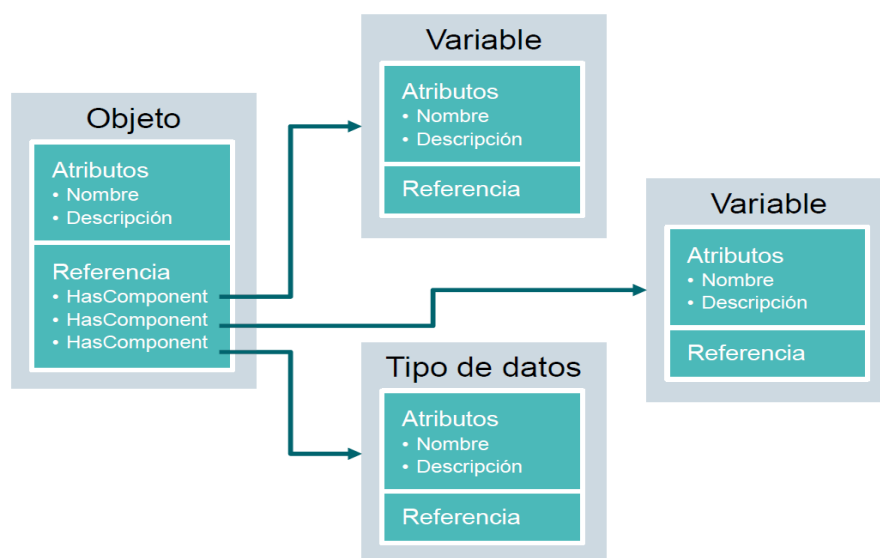 Objeto
Atributos
• Nombre
• Descripción
Referencia
• HasComponent
• HasComponent
• HasComponent
Variable
Atributos
• Nombre
• Descripción
Referencia
Variable
Atributos
• Nombre
• Descripción
Referencia
Tipo de datos
Atributos
• Nombre
• Descripción
Referencia